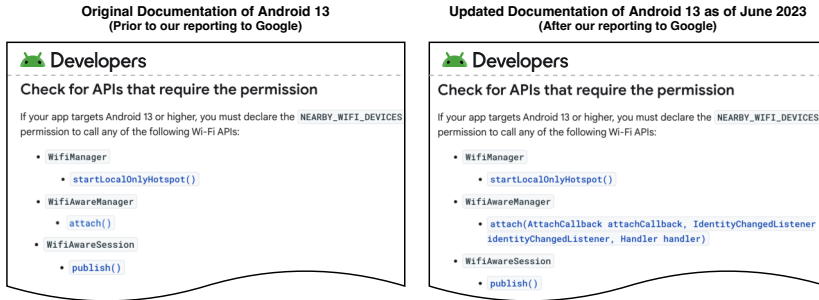 Original Documentation of Android 13
(Prior to our reporting to Google)
Developers
Check for APIs that require the permission
If your app targets Android 13 or higher, you must declare the NEARBY_WIFI_DEVICES
permission to call any of the following Wi-Fi APIs:
• WifiManager
• startLocalOnlyHotspot()
• WifiAwareManager
• attach()
• WifiAwareSession
• publish()
Updated Documentation of Android 13 as of June 2023
(After our reporting to Google)
Developers
Check for APIs that require the permission
If your app targets Android 13 or higher, you must declare the NEARBY_WIFI_DEVICES
permission to call any of the following Wi-Fi APIs:
• WifiManager
• startLocalOnlyHotspot()
• WifiAwareManager
• attach(AttachCallback attachCallback, IdentityChangedListener
identityChangedListener, Handler handler)
• WifiAwareSession
• publish()